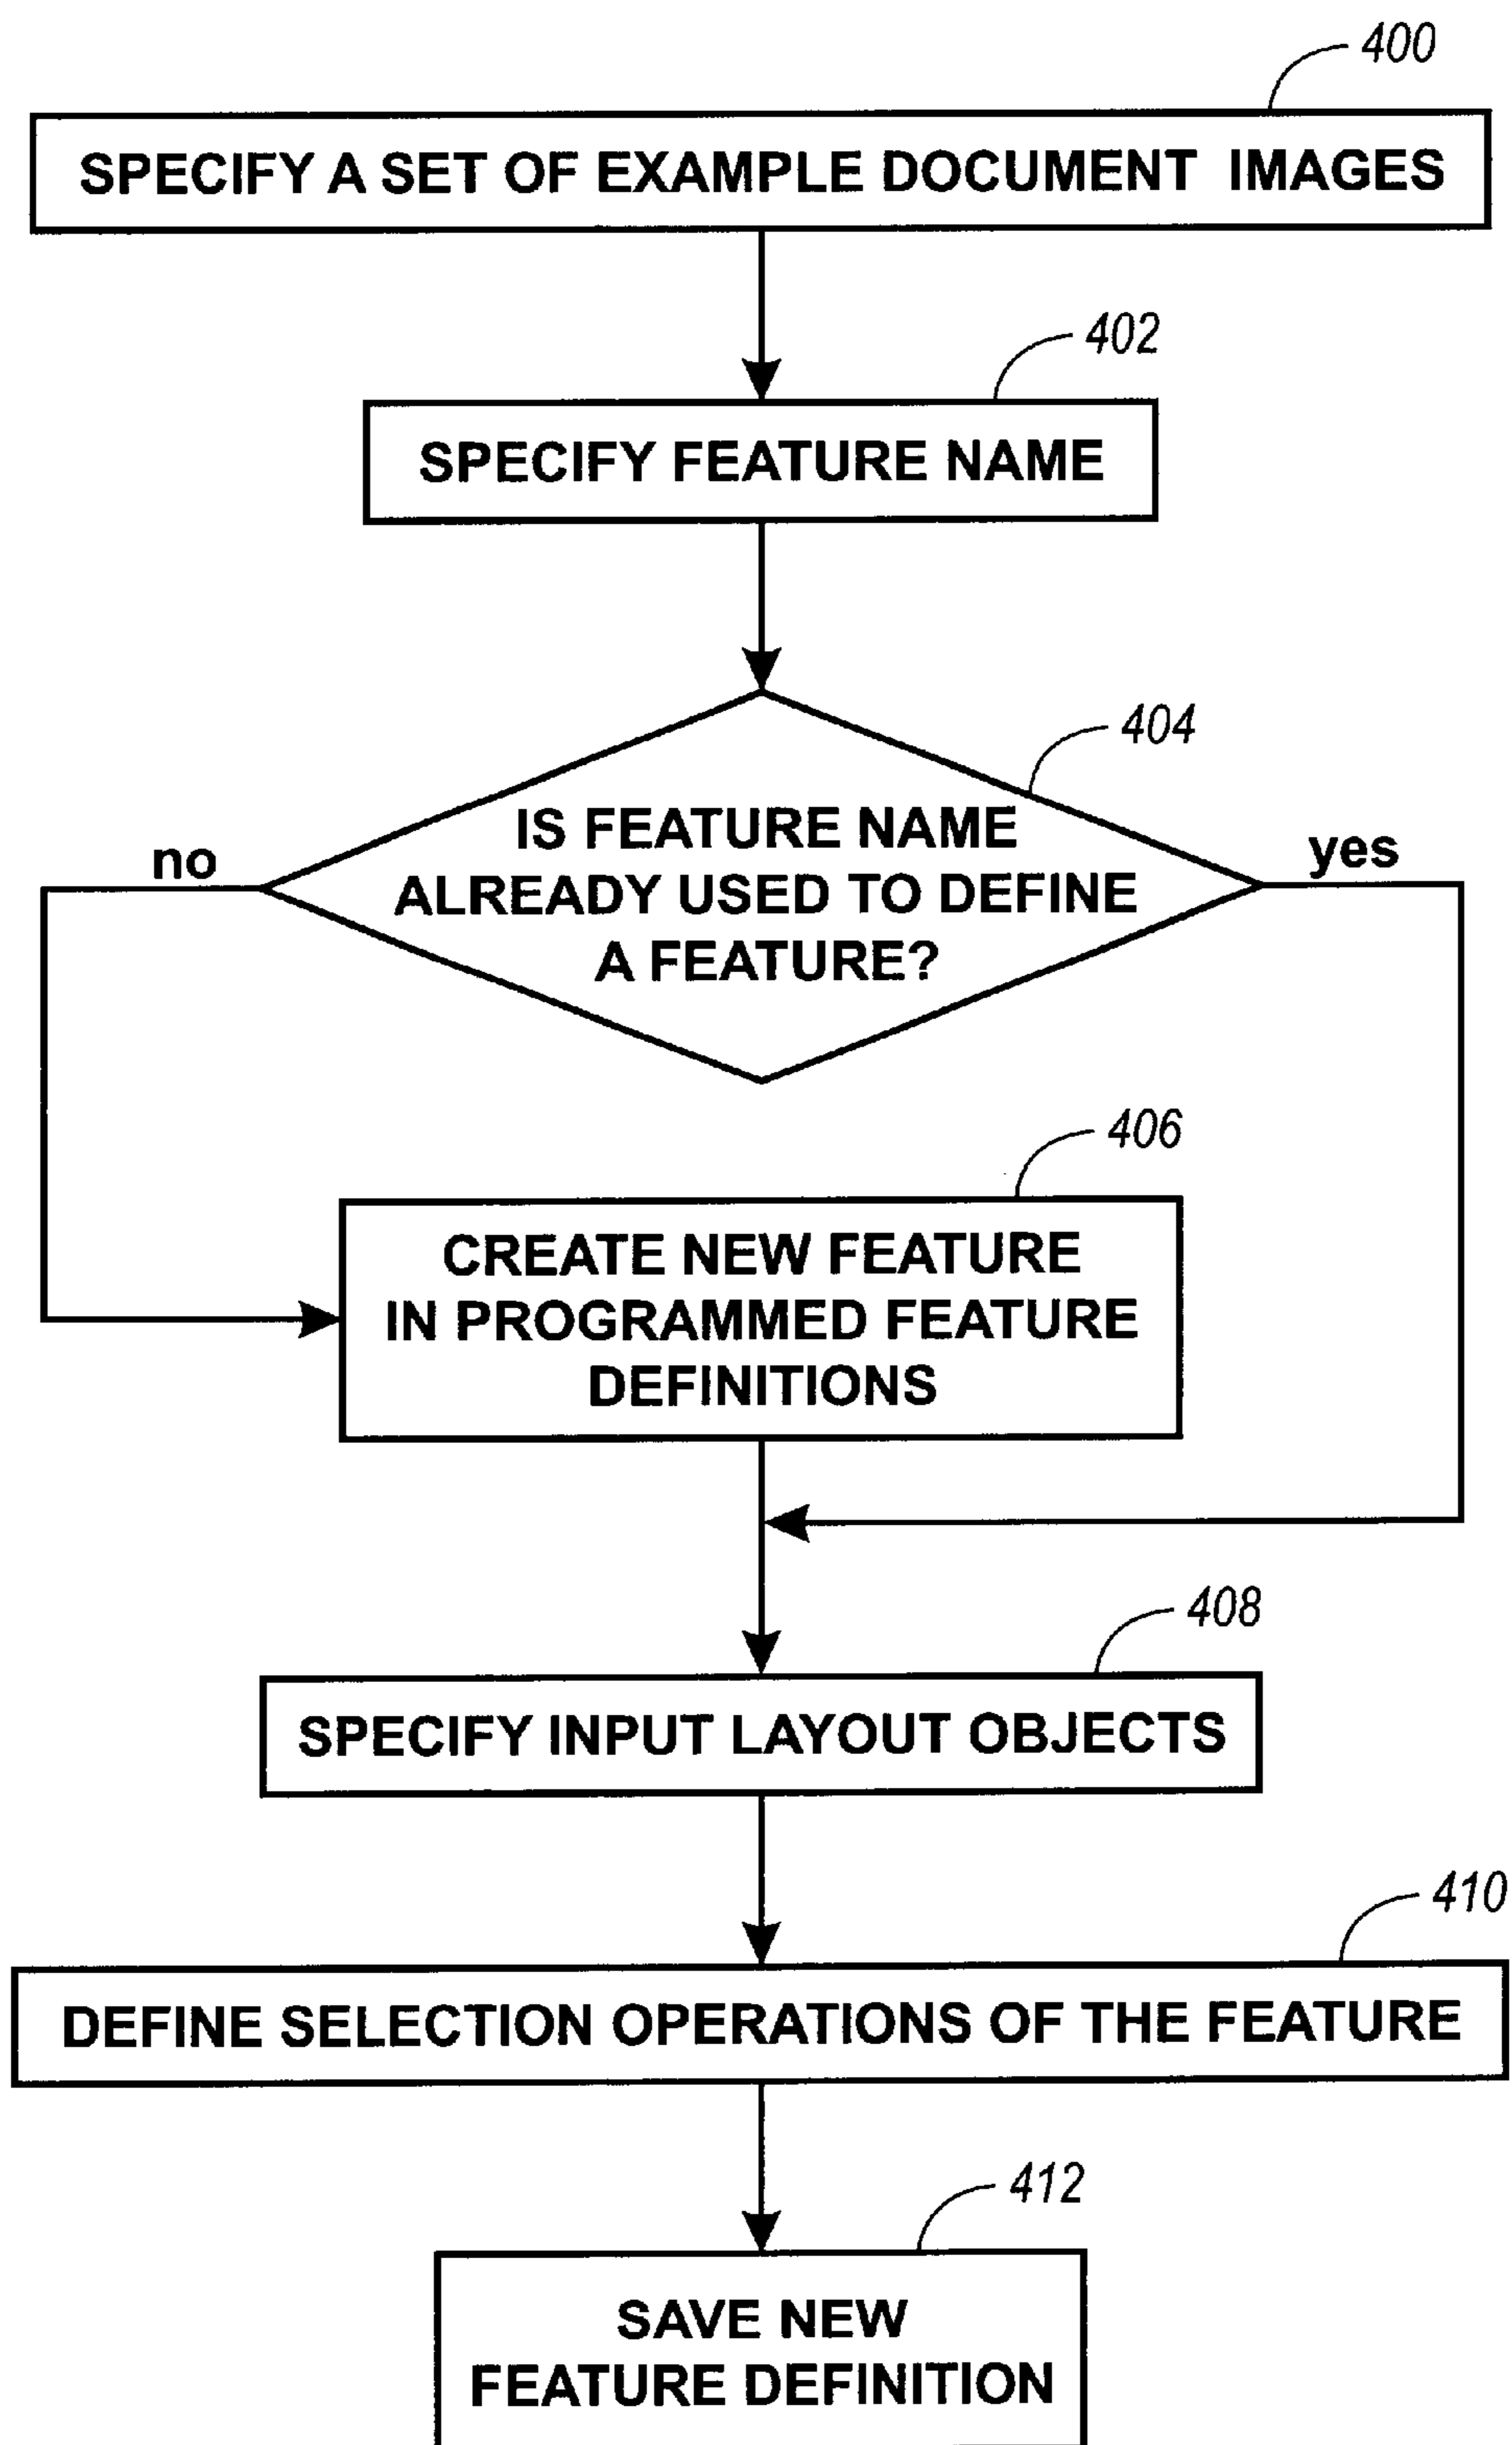 400
SPECIFY A SET OF EXAMPLE DOCUMENT IMAGES
402
SPECIFY FEATURE NAME
404
IS FEATURE NAME
ALREADY USED TO DEFINE
A FEATURE?
no
yes
406
CREATE NEW FEATURE
IN PROGRAMMED FEATURE
DEFINITIONS
408
SPECIFY INPUT LAYOUT OBJECTS
410
DEFINE SELECTION OPERATIONS OF THE FEATURE
412
SAVE NEW
FEATURE DEFINITION